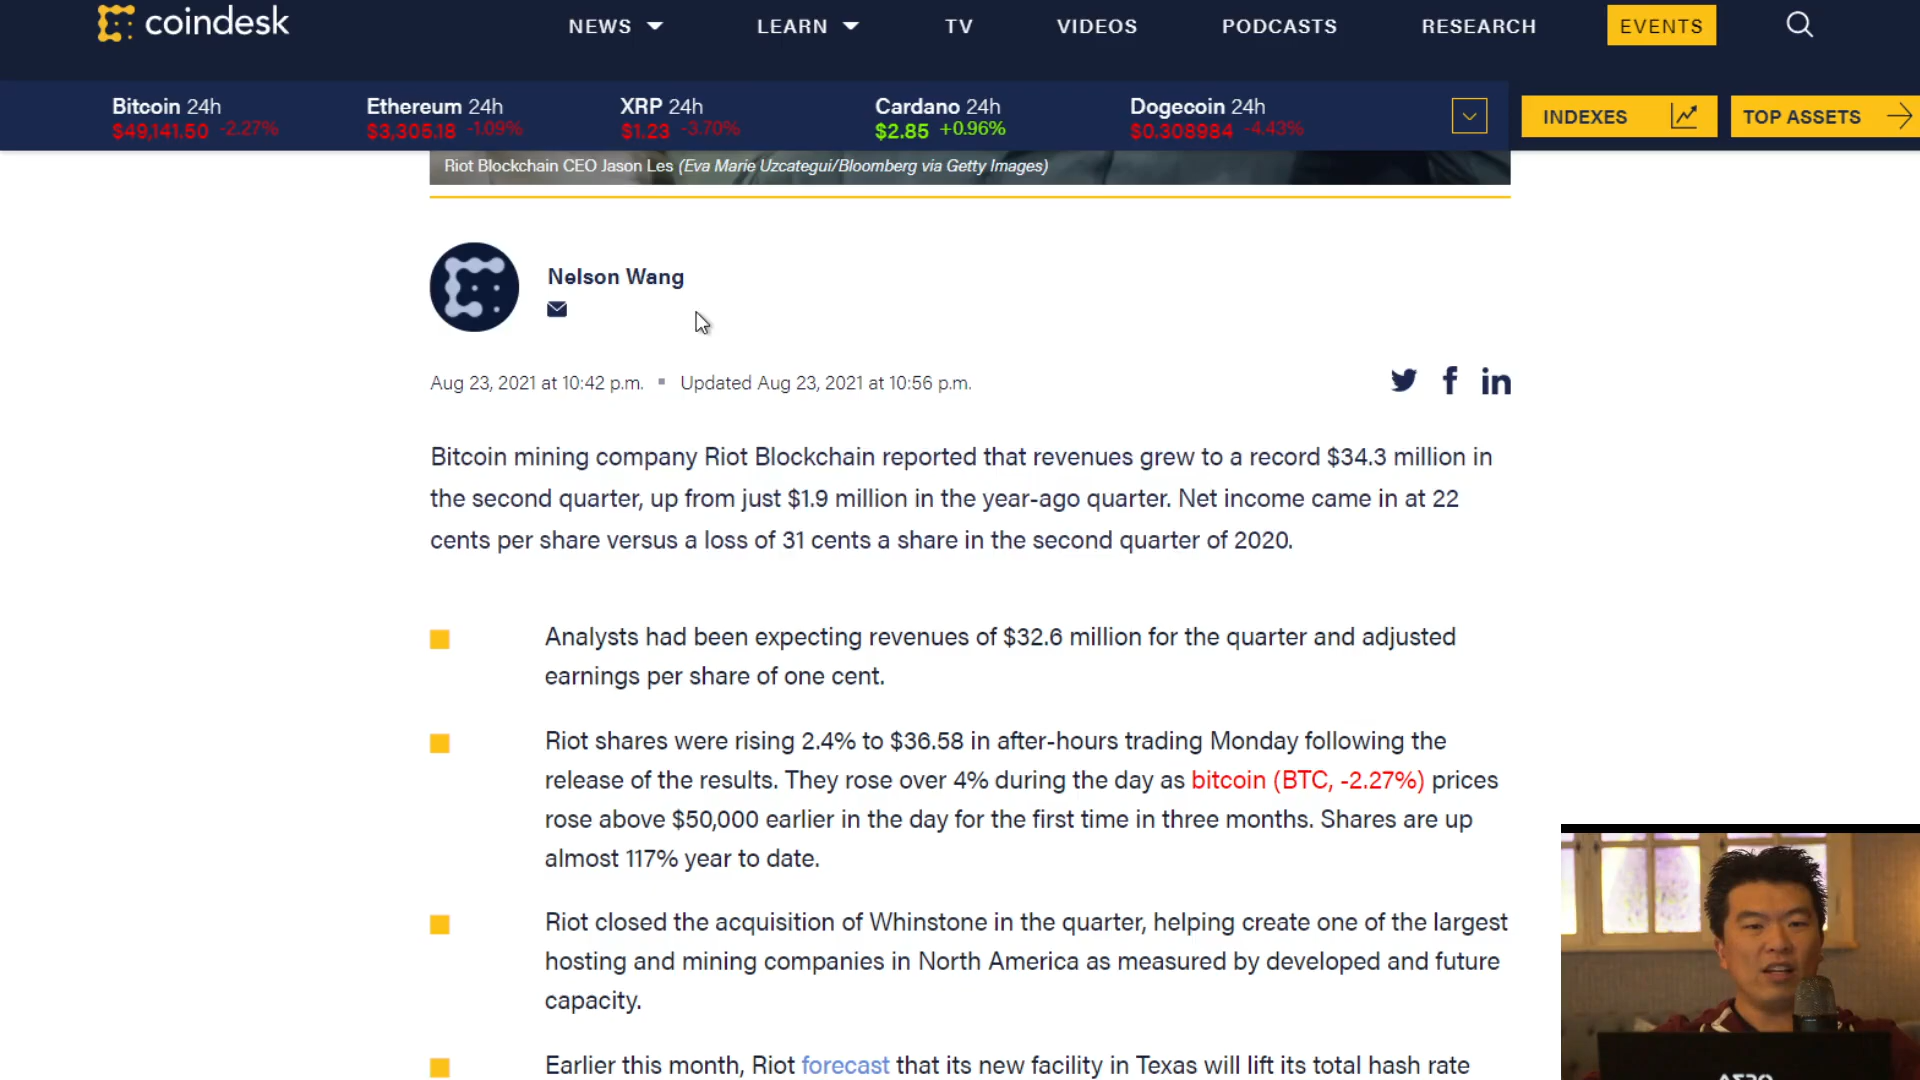 coindesk
NEWS LEARN TV VIDEOS PODCASTS RESEARCH EVENTS
Bitcoin 24h
$49,141.50 -2.27%
Ethereum 24h
$3,305.18 -1.09%
XRP 24h
$1.23 -3.70%
Cardano 24h
$2.85 +0.96%
Dogecoin 24h
$0.308984 -4.43%
INDEXES
TOP ASSETS
Riot Blockchain CEO Jason Les (Eva Marie Uzcategui/Bloomberg via Getty Images)
Nelson Wang
Aug 23, 2021 at 10:42 p.m. Updated Aug 23, 2021 at 10:56 p.m.
Bitcoin mining company Riot Blockchain reported that revenues grew to a record $34.3 million in
the second quarter, up from just $1.9 million in the year-ago quarter. Net income came in at 22
cents per share versus a loss of 31 cents a share in the second quarter of 2020.
Analysts had been expecting revenues of $32.6 million for the quarter and adjusted
earnings per share of one cent.
Riot shares were rising 2.4% to $36.58 in after-hours trading Monday following the
release of the results. They rose over 4% during the day as bitcoin (BTC, -2.27%) prices
rose above $50,000 earlier in the day for the first time in three months. Shares are up
almost 117% year to date.
Riot closed the acquisition of Whinstone in the quarter, helping create one of the largest
hosting and mining companies in North America as measured by developed and future
capacity.
Earlier this month, Riot forecast that its new facility in Texas will lift its total hash rate